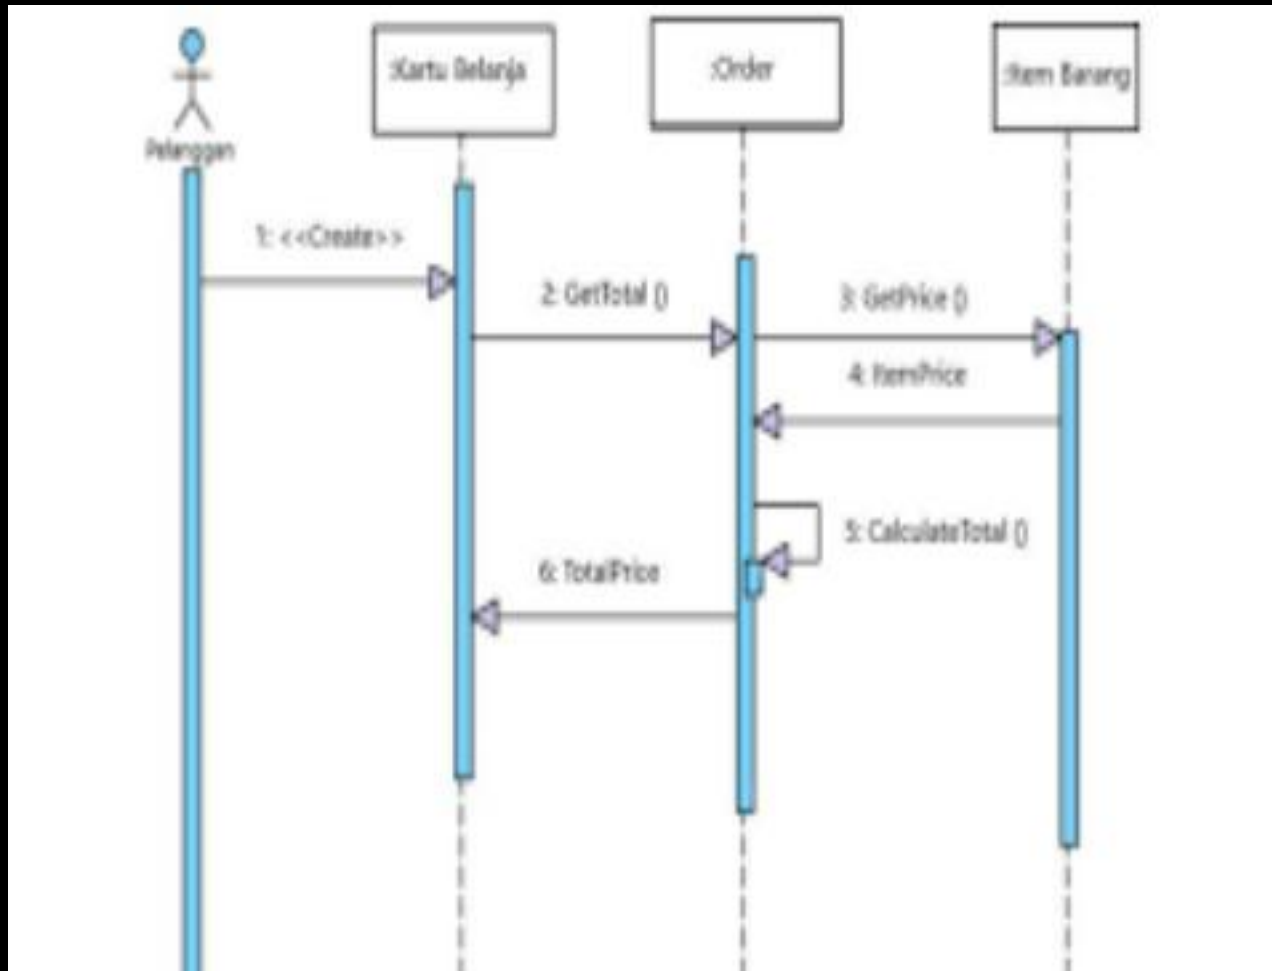 :Kartu Belanja
:Order
:Item Barang
Pelanggan
1: <<Create>>
2: GetTotal ()
3: GetPrice ()
4: ItemPrice
5: CalculateTotal ()
6: TotalPrice